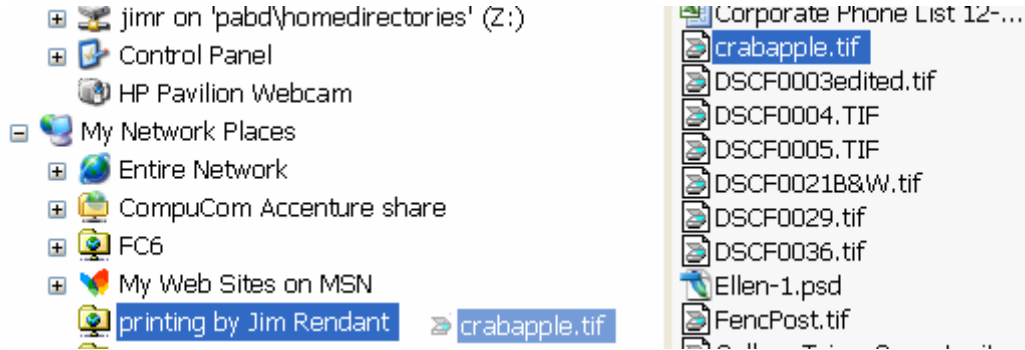 jimr on 'pabd\homedirectories' (Z:)
Control Panel
HP Pavilion Webcam
My Network Places
Entire Network
CompuCom Accenture share
FC6
My Web Sites on MSN
printing by Jim Rendant
crabapple.tif
Corporate Phone List 12-...
crabapple.tif
DSCF0003edited.tif
DSCF0004.TIF
DSCF0005.TIF
DSCF0021B&W.tif
DSCF0029.tif
DSCF0036.tif
Ellen-1.psd
FencPost.tif